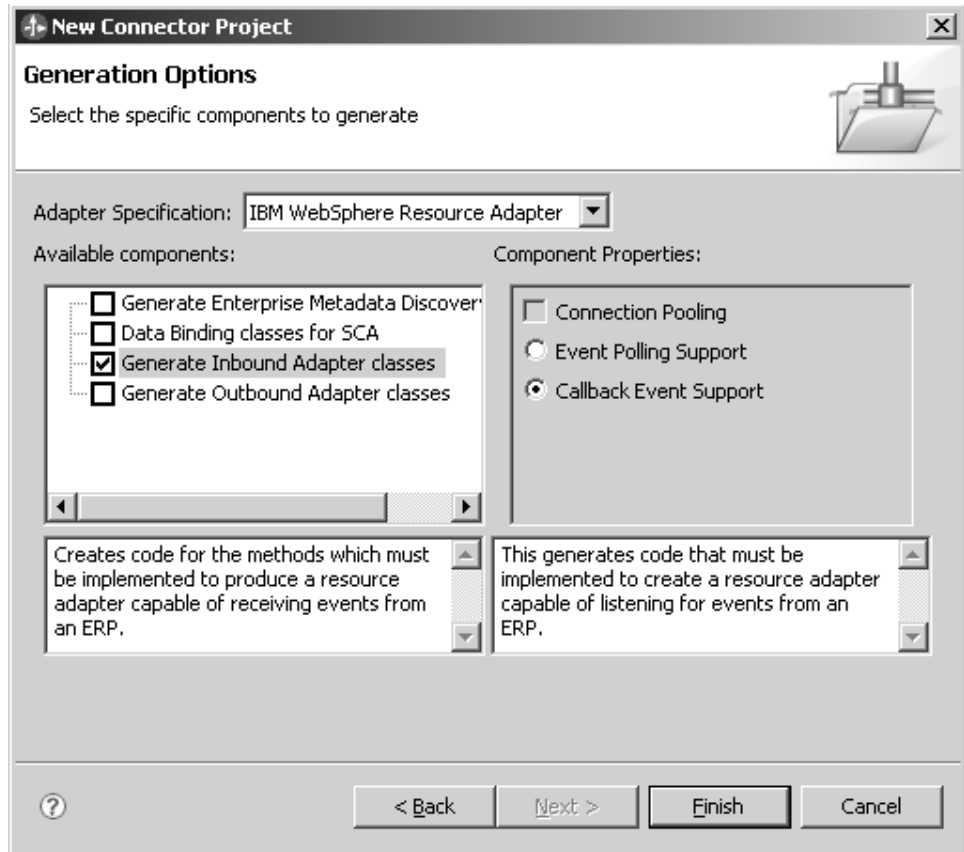 New Connector Project
Generation Options
Select the specific components to generate
Adapter Specification: IBM WebSphere Resource Adapter
Available components:
Generate Enterprise Metadata Discover
Data Binding classes for SCA
Generate Inbound Adapter classes
Generate Outbound Adapter classes
Component Properties:
Connection Pooling
Event Polling Support
Callback Event Support
Creates code for the methods which must
be implemented to produce a resource
adapter capable of receiving events from
an ERP.
This generates code that must be
implemented to create a resource adapter
capable of listening for events from an
ERP.
?
< Back
Next >
Finish
Cancel